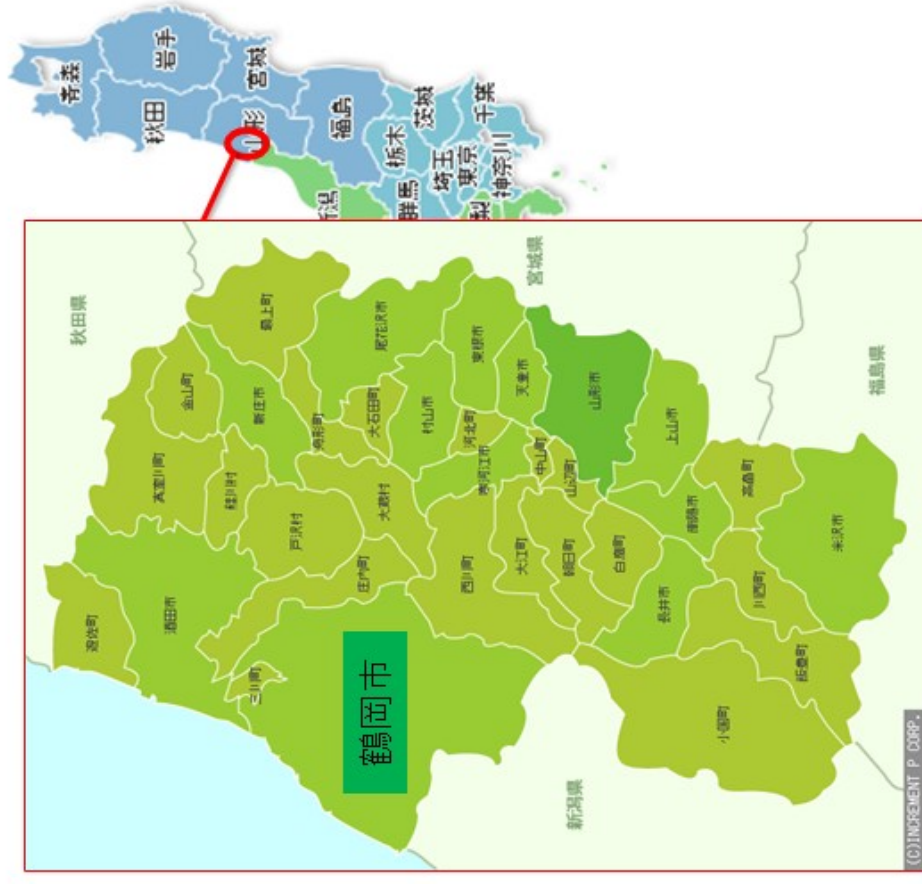 青森
岩手
秋田
宮城
山形
福島
新潟
栃木
茨城
群馬
埼玉
東京
千葉
神奈川
梨
秋田県
宮城県
福島県
新潟県
遊佐町
酒田市
真室川町
金山町
最上町
鮭川村
新庄市
舟形町
戸沢村
大蔵村
大石田町
尾花沢市
庄内町
三川町
鶴岡市
村山市
東根市
河北町
寒河江市
天童市
西川町
中山町
山辺町
山形市
大江町
朝日町
白鷹町
上山市
南陽市
高畠町
長井市
川西町
米沢市
飯豊町
小国町
(C)INCREMENT P CORP.